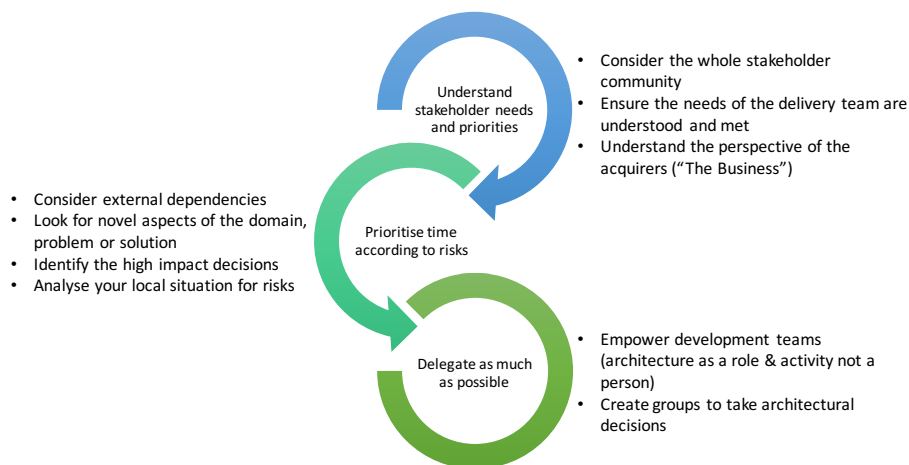 Understand
stakeholder needs
and priorities
• Consider the whole stakeholder
community
• Ensure the needs of the delivery team are
understood and met
• Understand the perspective of the
acquirers (“The Business”)
Prioritise time
according to risks
• Consider external dependencies
• Look for novel aspects of the domain,
problem or solution
• Identify the high impact decisions
• Analyse your local situation for risks
Delegate as much
as possible
• Empower development teams
(architecture as a role & activity not a
person)
• Create groups to take architectural
decisions